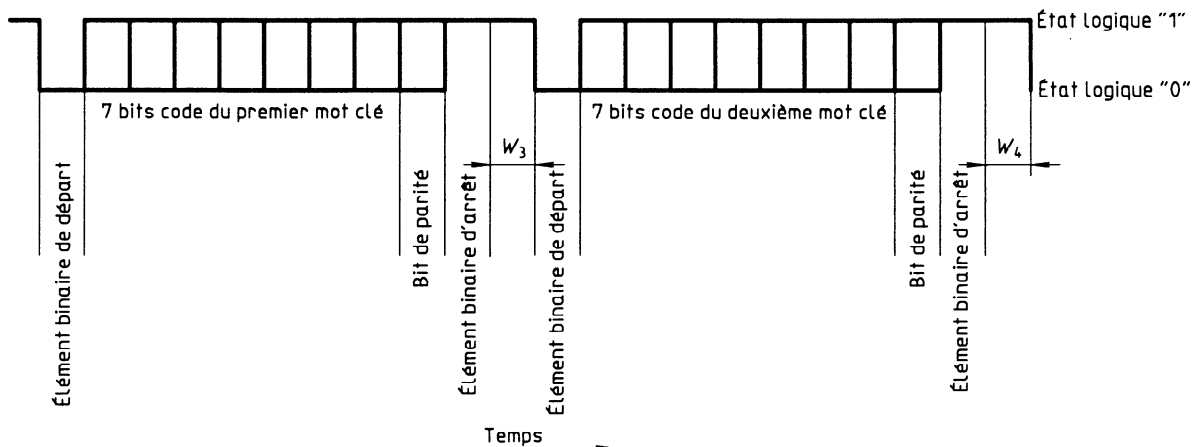 État logique "1"
État logique "0"
7 bits code du premier mot clé
7 bits code du deuxième mot clé
W3
W4
Élément binaire de départ
Bit de parité
Élément binaire d'arrêt
Élément binaire de départ
Bit de parité
Élément binaire d'arrêt
Temps